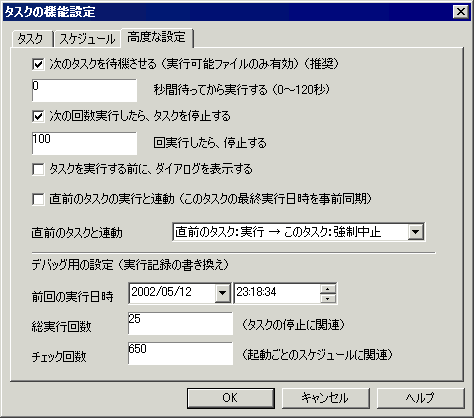 タスクの機能設定
タスク スケジュール 高度な設定
次のタスクを待機させる（実行可能ファイルのみ有効）（推奨）
0 秒間待ってから実行する（0～120秒）
次の回数実行したら、タスクを停止する
100 回実行したら、停止する
タスクを実行する前に、ダイアログを表示する
直前のタスクの実行と連動（このタスクの最終実行日時を事前同期）
直前のタスクと連動 直前のタスク：実行 → このタスク：強制中止
デバッグ用の設定（実行記録の書き換え）
前回の実行日時 2002/05/12 23:18:34
総実行回数 25 （タスクの停止に関連）
チェック回数 650 （起動ごとのスケジュールに関連）
OK キャンセル ヘルプ